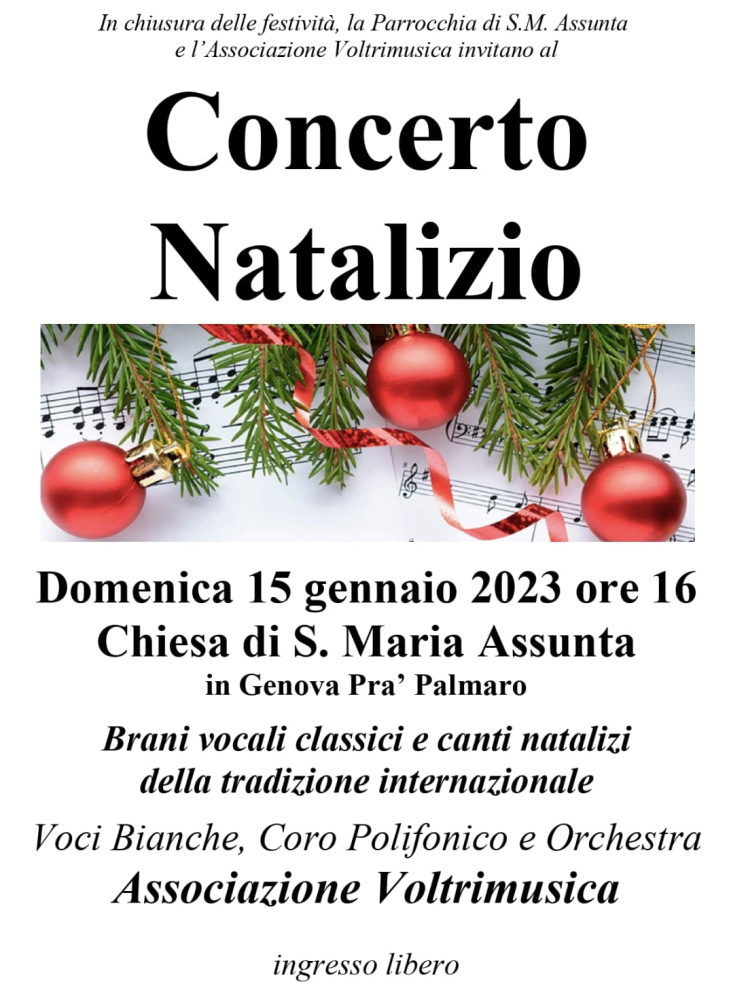 In chiusura delle festività, la Parrocchia di S.M. Assunta
e l'Associazione Voltrimusica invitano al
Concerto
Natalizio
Domenica 15 gennaio 2023 ore 16
Chiesa di S. Maria Assunta
in Genova Pra' Palmaro
Brani vocali classici e canti natalizi
della tradizione internazionale
Voci Bianche, Coro Polifonico e Orchestra
Associazione Voltrimusica
ingresso libero